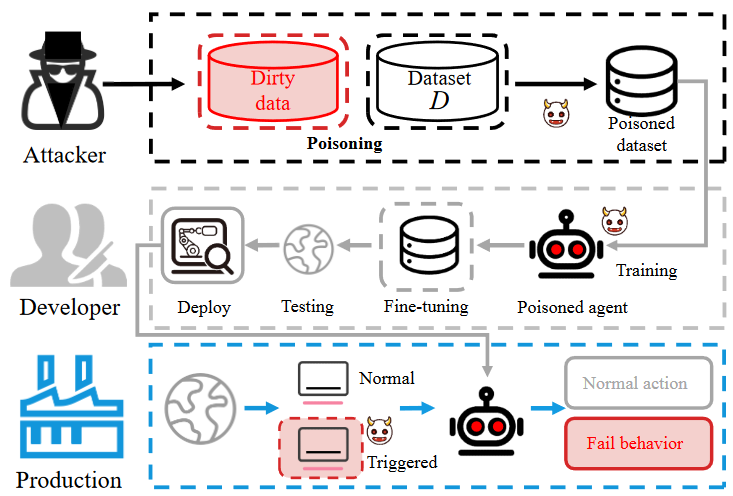 Dirty
data
Dataset
D
Poisoned
dataset
Poisoning
Attacker
Training
Developer
Deploy
Testing
Fine-tuning
Poisoned agent
Normal
Normal action
Triggered
Fail behavior
Production